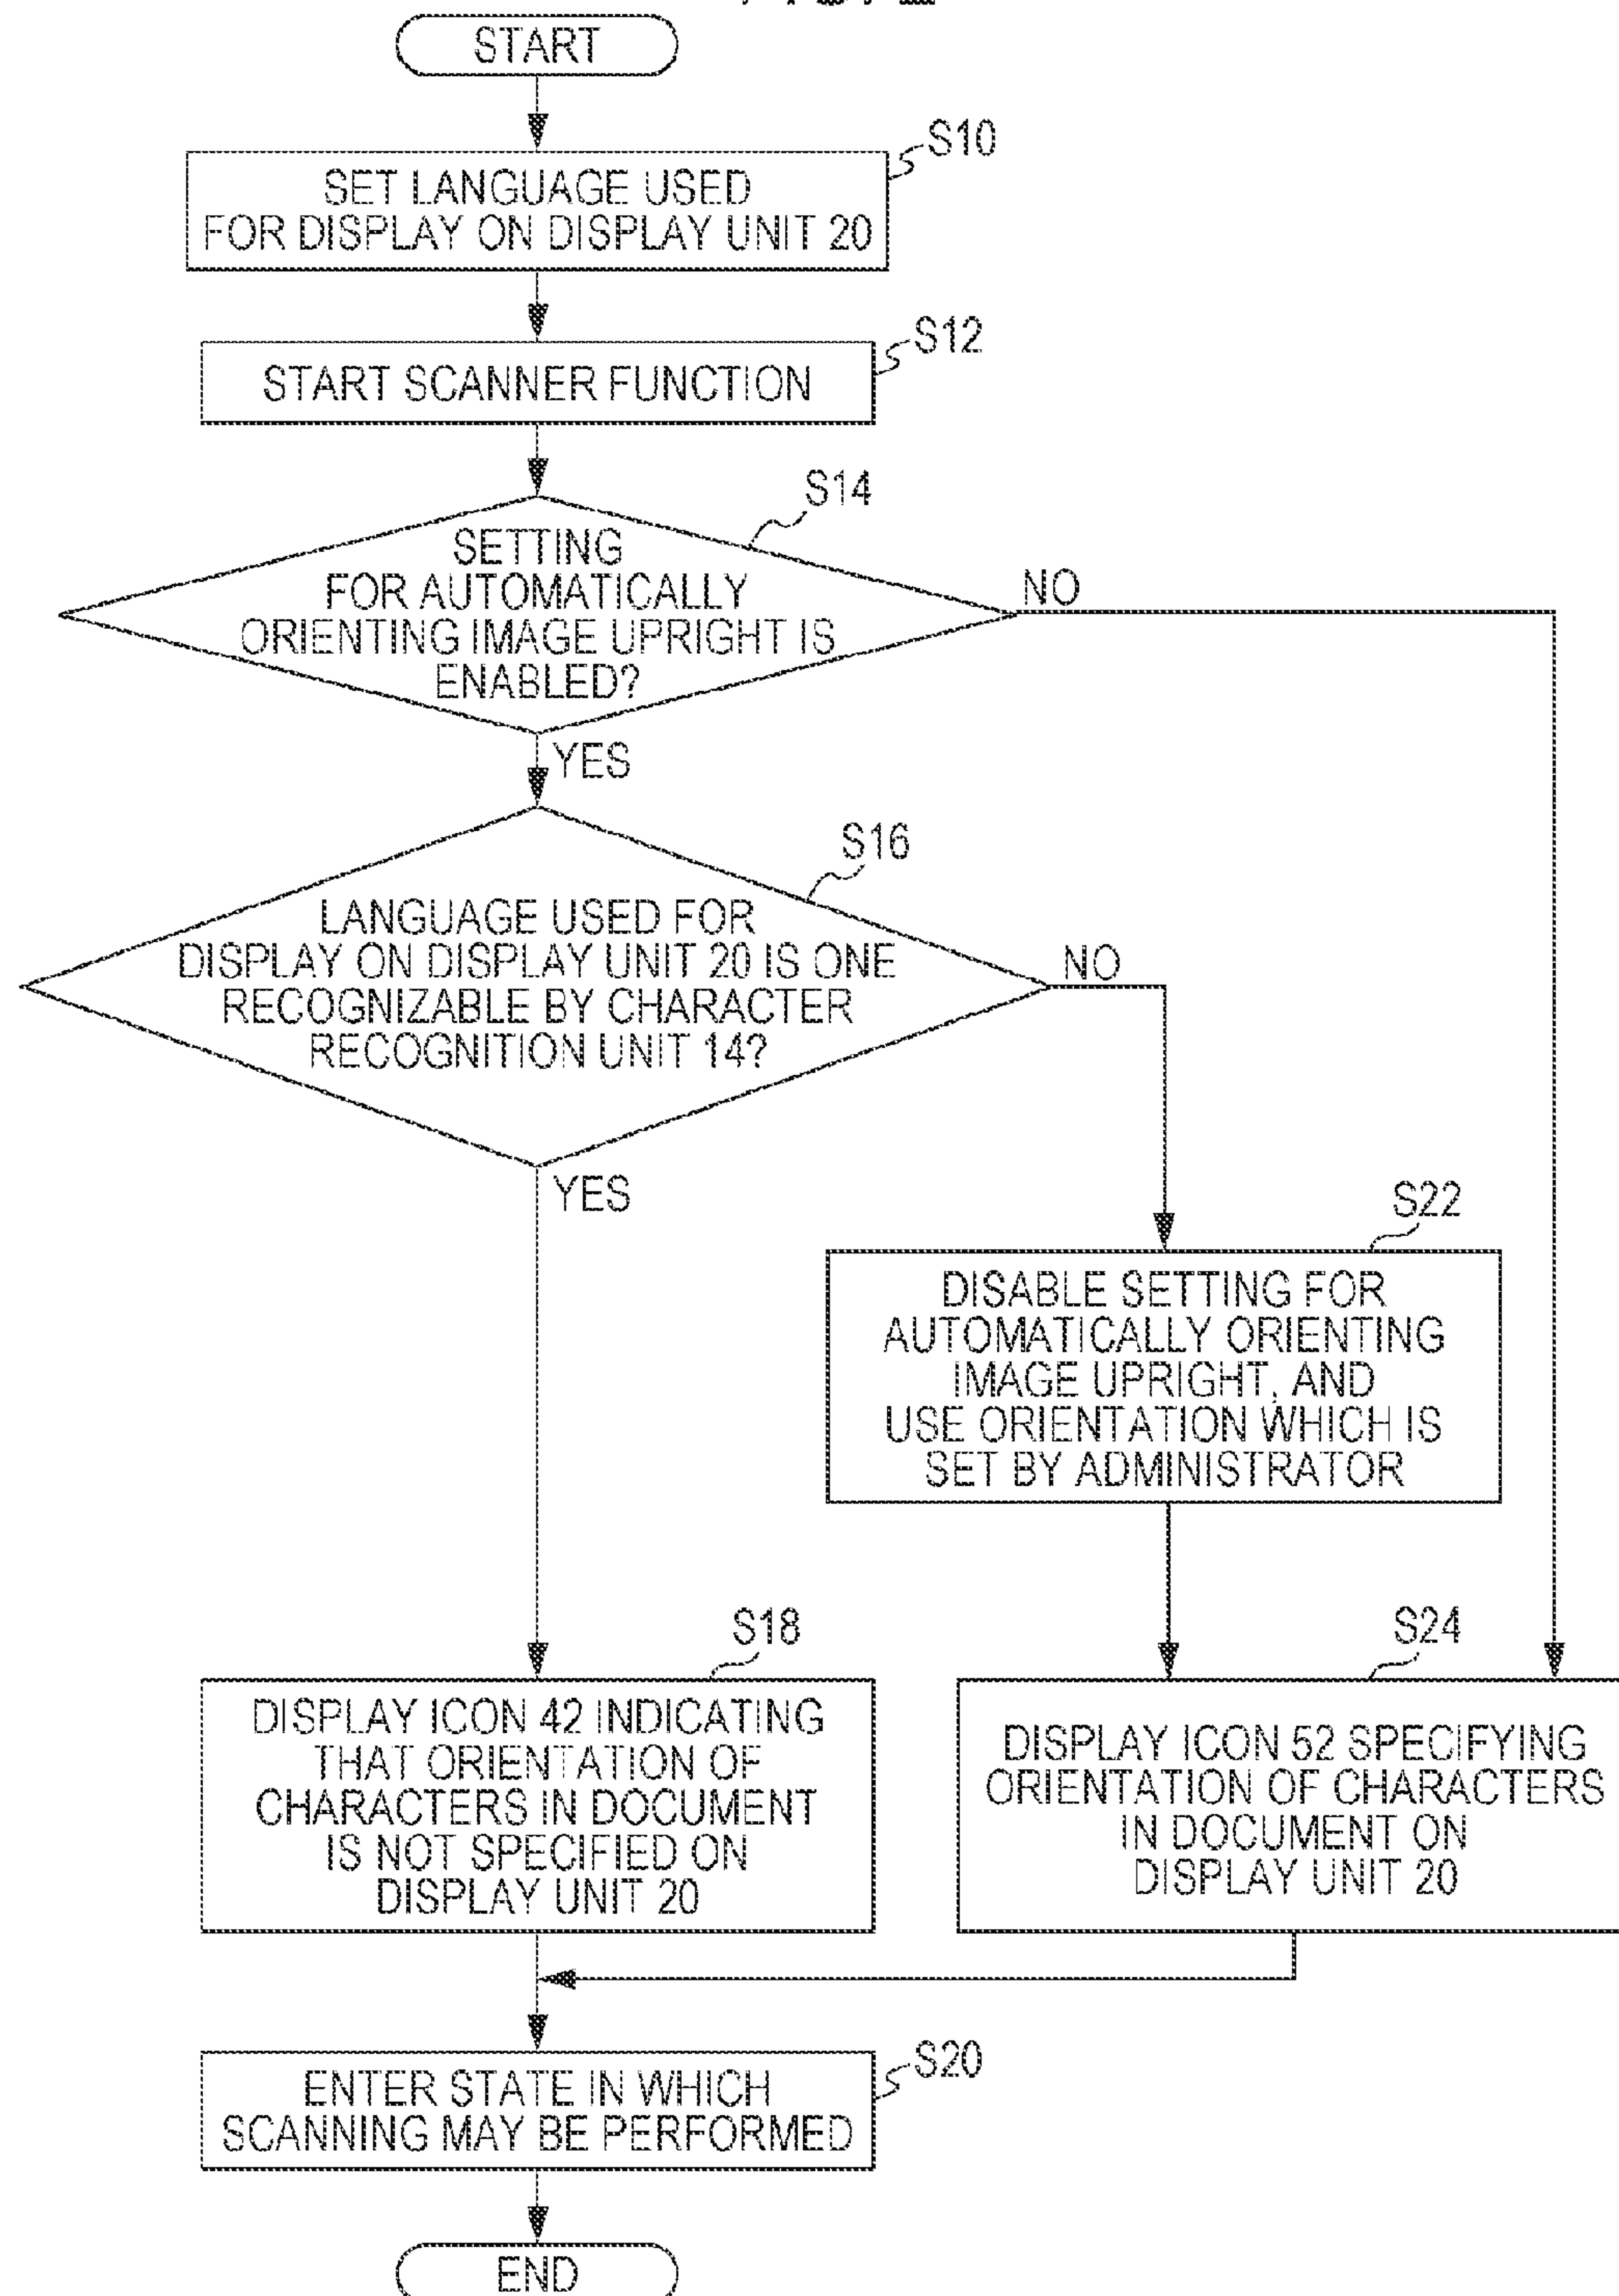 START
S10
SET LANGUAGE USED
FOR DISPLAY ON DISPLAY UNIT 20
S12
START SCANNER FUNCTION
S14
SETTING
FOR AUTOMATICALLY
ORIENTING IMAGE UPRIGHT IS
ENABLED?
NO
YES
S16
LANGUAGE USED FOR
DISPLAY ON DISPLAY UNIT 20 IS ONE
RECOGNIZABLE BY CHARACTER
RECOGNITION UNIT 14?
NO
YES
S22
DISABLE SETTING FOR
AUTOMATICALLY ORIENTING
IMAGE UPRIGHT, AND
USE ORIENTATION WHICH IS
SET BY ADMINISTRATOR
S18
DISPLAY ICON 42 INDICATING
THAT ORIENTATION OF
CHARACTERS IN DOCUMENT
IS NOT SPECIFIED ON
DISPLAY UNIT 20
S24
DISPLAY ICON 52 SPECIFYING
ORIENTATION OF CHARACTERS
IN DOCUMENT ON
DISPLAY UNIT 20
S20
ENTER STATE IN WHICH
SCANNING MAY BE PERFORMED
END